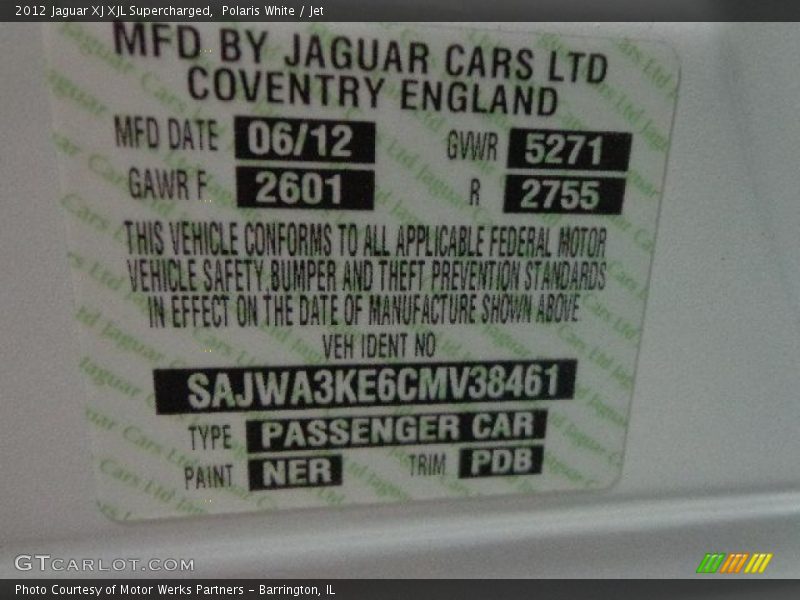 2012 Jaguar XJ XJL Supercharged, Polaris White / Jet
MFD BY JAGUAR CARS LTD
COVENTRY ENGLAND
MFD DATE 06/12 GVWR 5271
GAWR F 2601 R 2755
THIS VEHICLE CONFORMS TO ALL APPLICABLE FEDERAL MOTOR
VEHICLE SAFETY,BUMPER AND THEFT PREVENTION STANDARDS
IN EFFECT ON THE DATE OF MANUFACTURE SHOWN ABOVE
VEH IDENT NO
SAJWA3KE6CMV38461
TYPE PASSENGER CAR
PAINT NER TRIM PDB
GTCARLOT.COM
Photo Courtesy of Motor Werks Partners - Barrington, IL